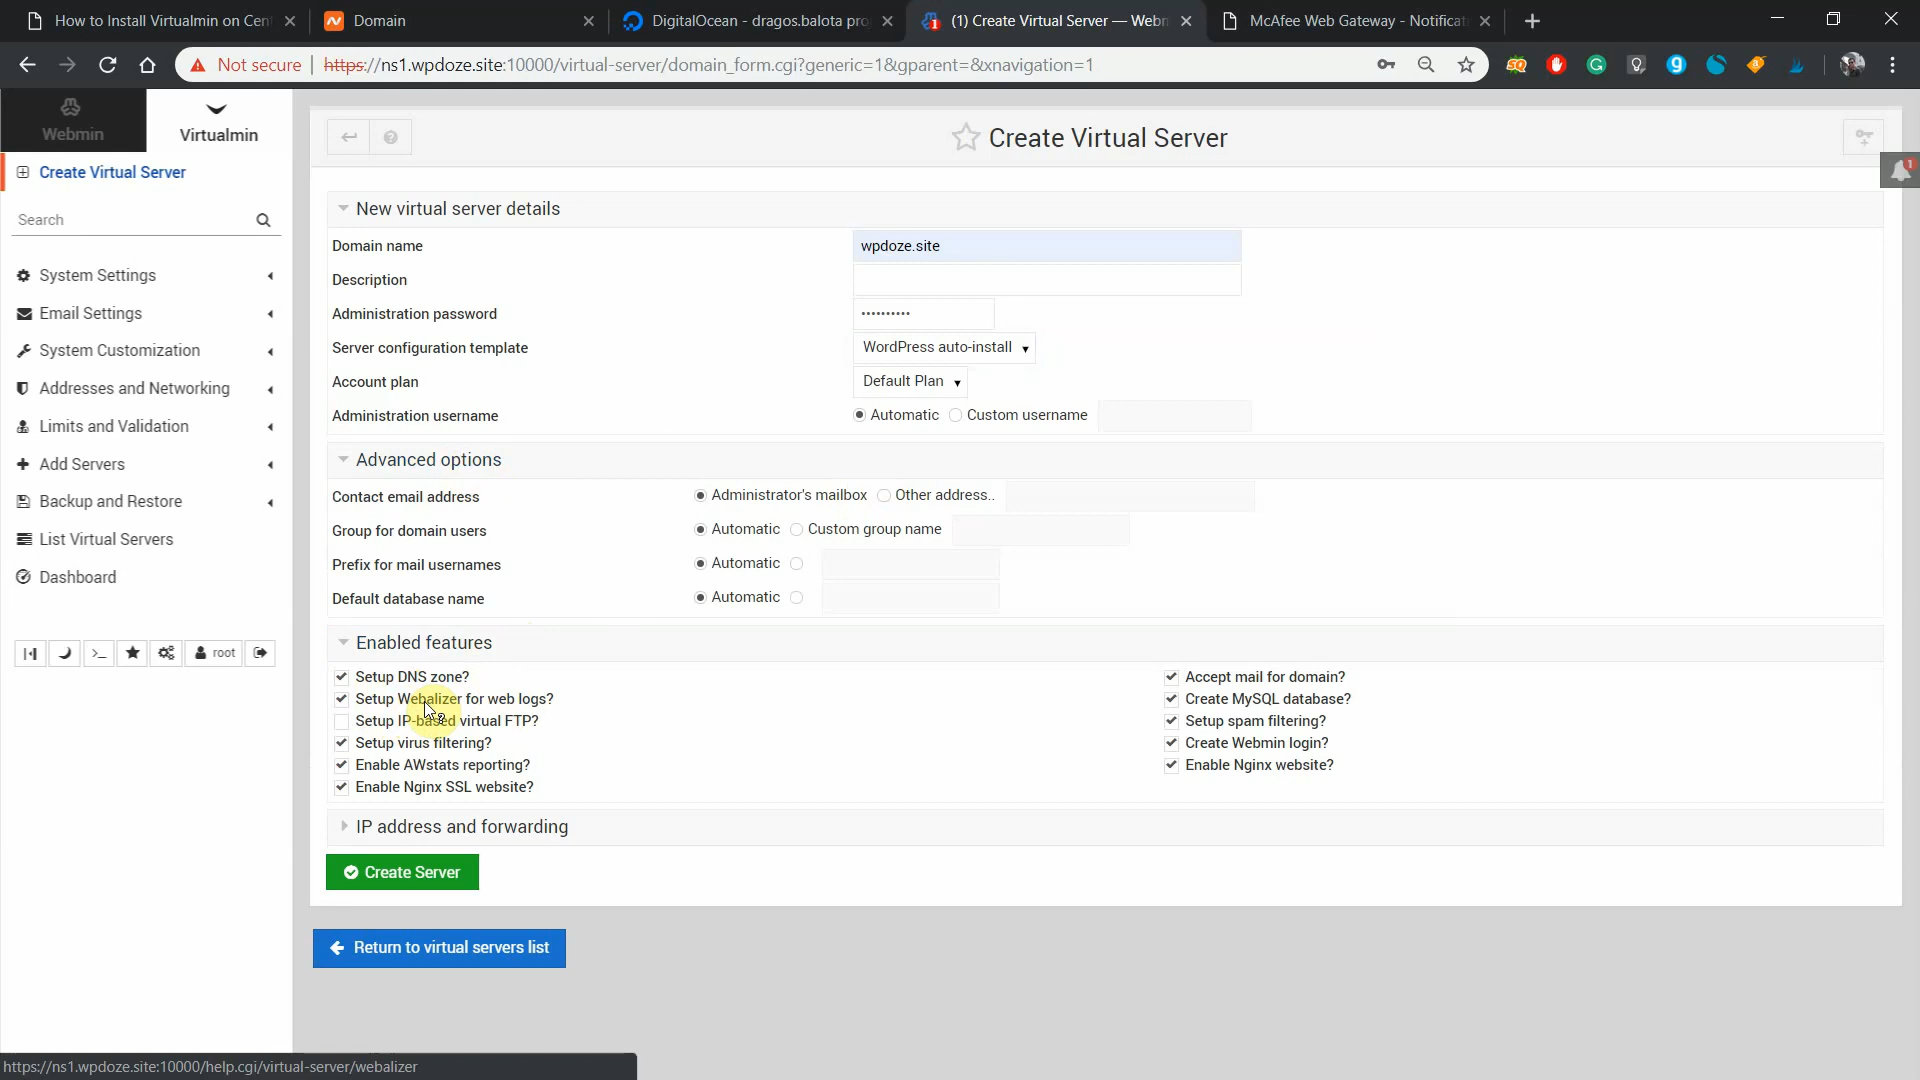 How to Install Virtualmin on Cen
Domain
DigitalOcean - dragos.balota pro
(1) Create Virtual Server — Webm
McAfee Web Gateway - Notificat
Not secure | https://ns1.wpdoze.site:10000/virtual-server/domain_form.cgi?generic=1&gparent=&xnavigation=1
Webmin
Virtualmin
Create Virtual Server
Search
System Settings
Email Settings
System Customization
Addresses and Networking
Limits and Validation
Add Servers
Backup and Restore
List Virtual Servers
Dashboard
root
Create Virtual Server
1
New virtual server details
Domain name wpdoze.site
Description
Administration password ••••••••••
Server configuration template WordPress auto-install
Account plan Default Plan
Administration username Automatic Custom username
Advanced options
Contact email address Administrator's mailbox Other address..
Group for domain users Automatic Custom group name
Prefix for mail usernames Automatic
Default database name Automatic
Enabled features
Setup DNS zone? Accept mail for domain?
Setup Webalizer for web logs? Create MySQL database?
Setup IP-based virtual FTP? Setup spam filtering?
Setup virus filtering? Create Webmin login?
Enable AWstats reporting? Enable Nginx website?
Enable Nginx SSL website?
IP address and forwarding
Create Server
Return to virtual servers list
https://ns1.wpdoze.site:10000/help.cgi/virtual-server/webalizer